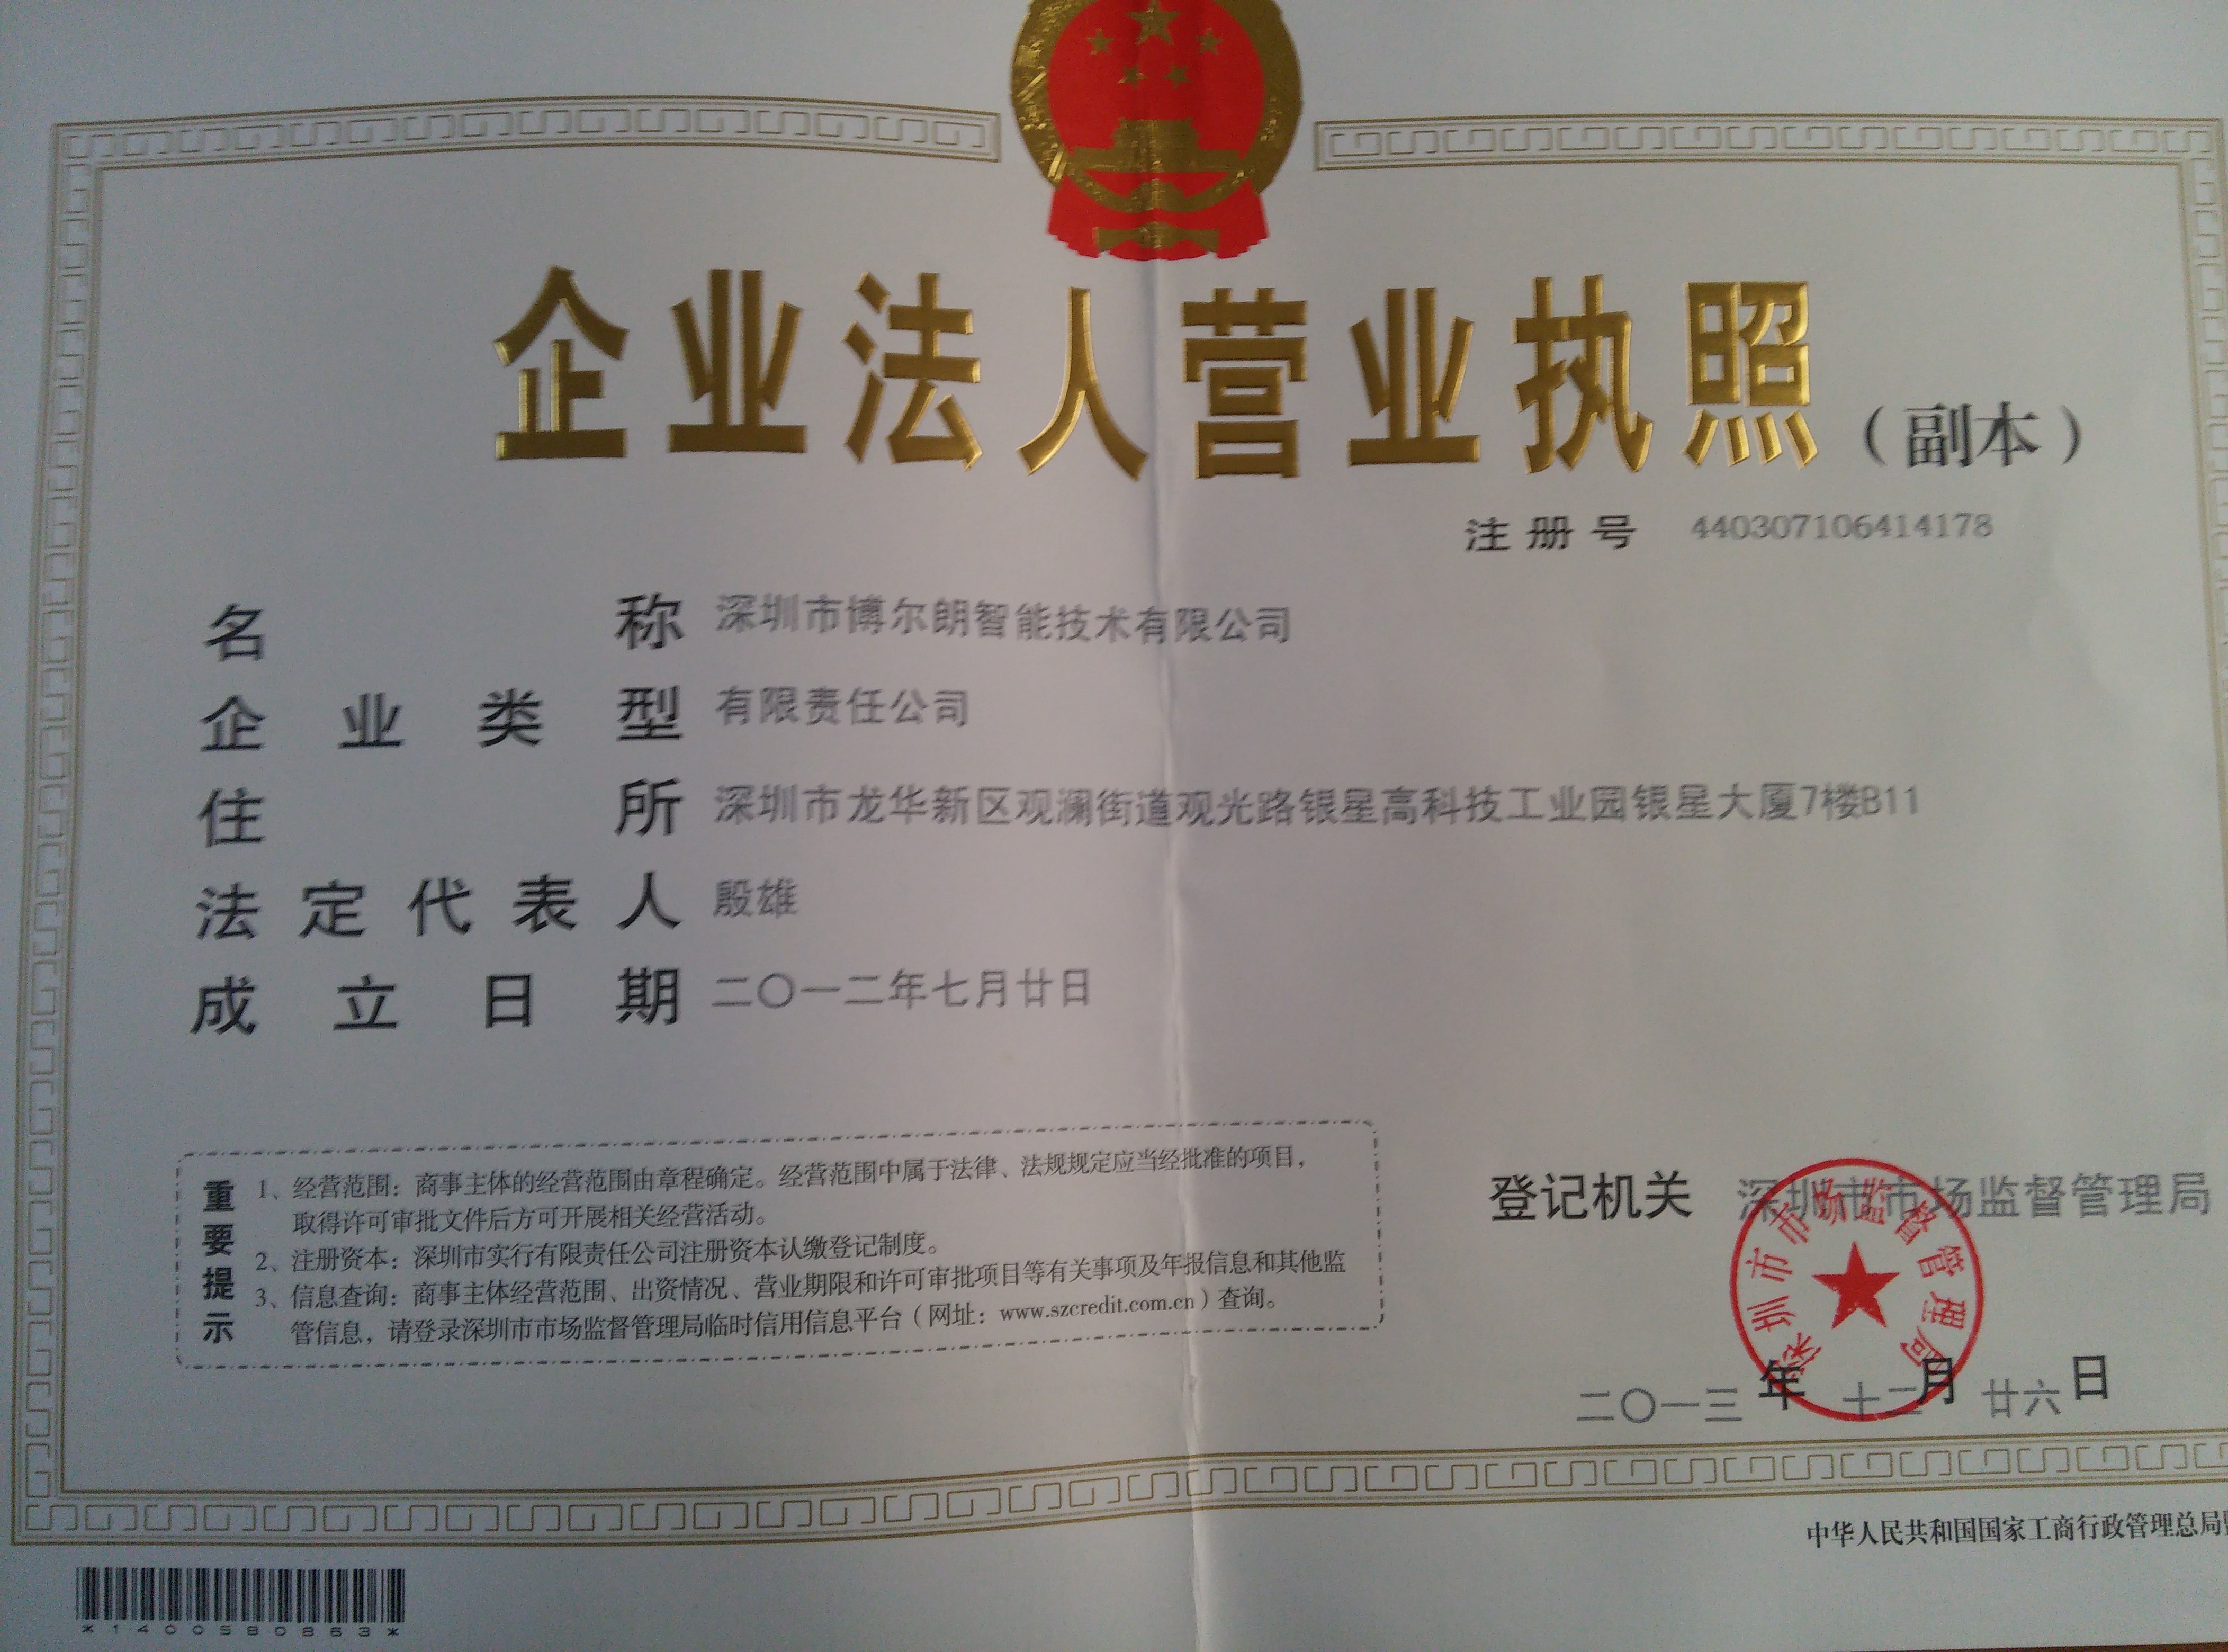 企业法人营业执照（副本）
注册号 440307106414178
名称 深圳市博尔朗智能技术有限公司
企业类型 有限责任公司
住所 深圳市龙华新区观澜街道观光路银星高科技工业园银星大厦7楼B11
法定代表人 殷雄
成立日期 二〇一二年七月廿日
重要提示
1、经营范围：商事主体的经营范围由章程确定。经营范围中属于法律、法规规定应当经批准的项目，
取得许可审批文件后方可开展相关经营活动。
2、注册资本：深圳市实行有限责任公司注册资本认缴登记制度。
3、信息查询：商事主体经营范围、出资情况、营业期限和许可审批项目等有关事项及年报信息和其他监
管信息，请登录深圳市市场监督管理局临时信用信息平台（网址：www.szcredit.com.cn）查询。
登记机关 深圳市市场监督管理局
深圳市市场监督管理局
二〇一三年十二月廿六日
中华人民共和国国家工商行政管理总局
*1400580863*